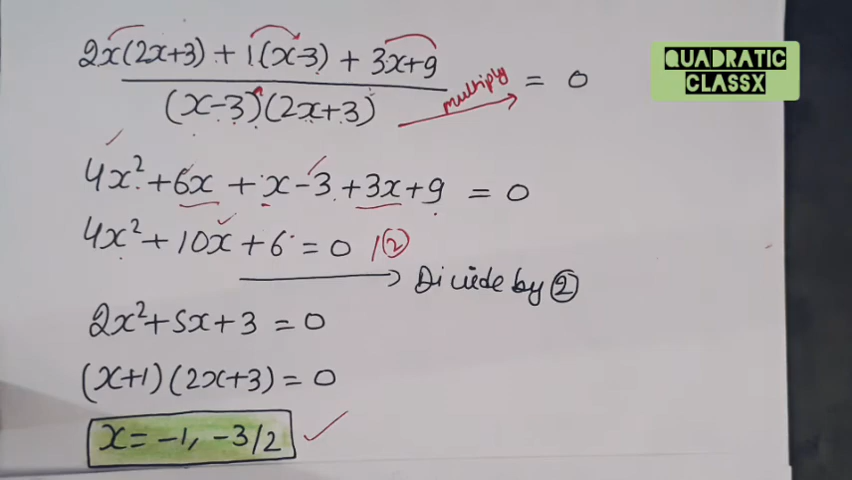 2x(2x+3) + 1(x-3) + 3x+9
(x-3)(2x+3)
multiply
= 0
QUADRATIC
CLASSX
4x²+6x + x-3+3x+9 = 0
4x²+10x+6=0 /②
Divide by ②
2x²+5x+3 = 0
(x+1)(2x+3)=0
x= -1, -3/2